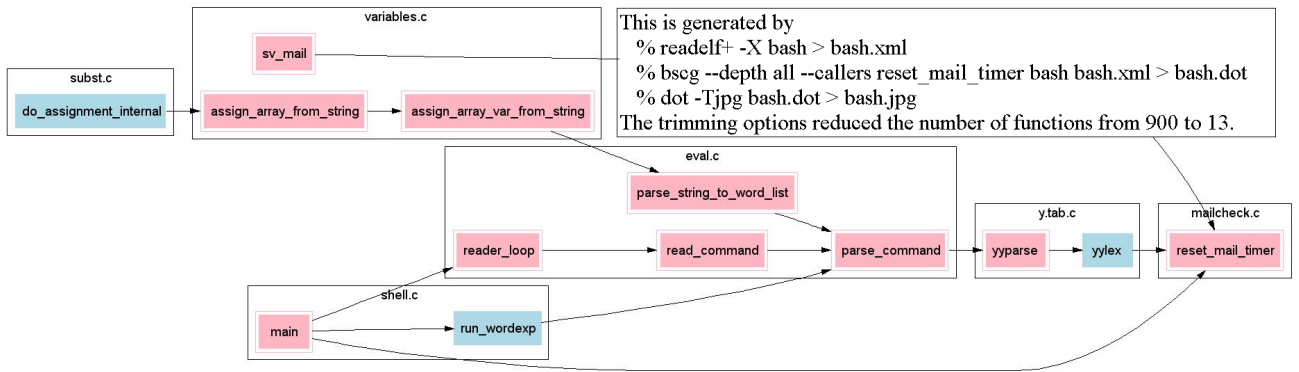 variables.c
sv_mail
This is generated by
% readelf+ -X bash > bash.xml
% bscg --depth all --callers reset_mail_timer bash bash.xml > bash.dot
% dot -Tjpg bash.dot > bash.jpg
The trimming options reduced the number of functions from 900 to 13.
subst.c
do_assignment_internal
assign_array_from_string
assign_array_var_from_string
eval.c
parse_string_to_word_list
reader_loop
read_command
parse_command
y.tab.c
yyparse
yylex
mailcheck.c
reset_mail_timer
shell.c
main
run_wordexp